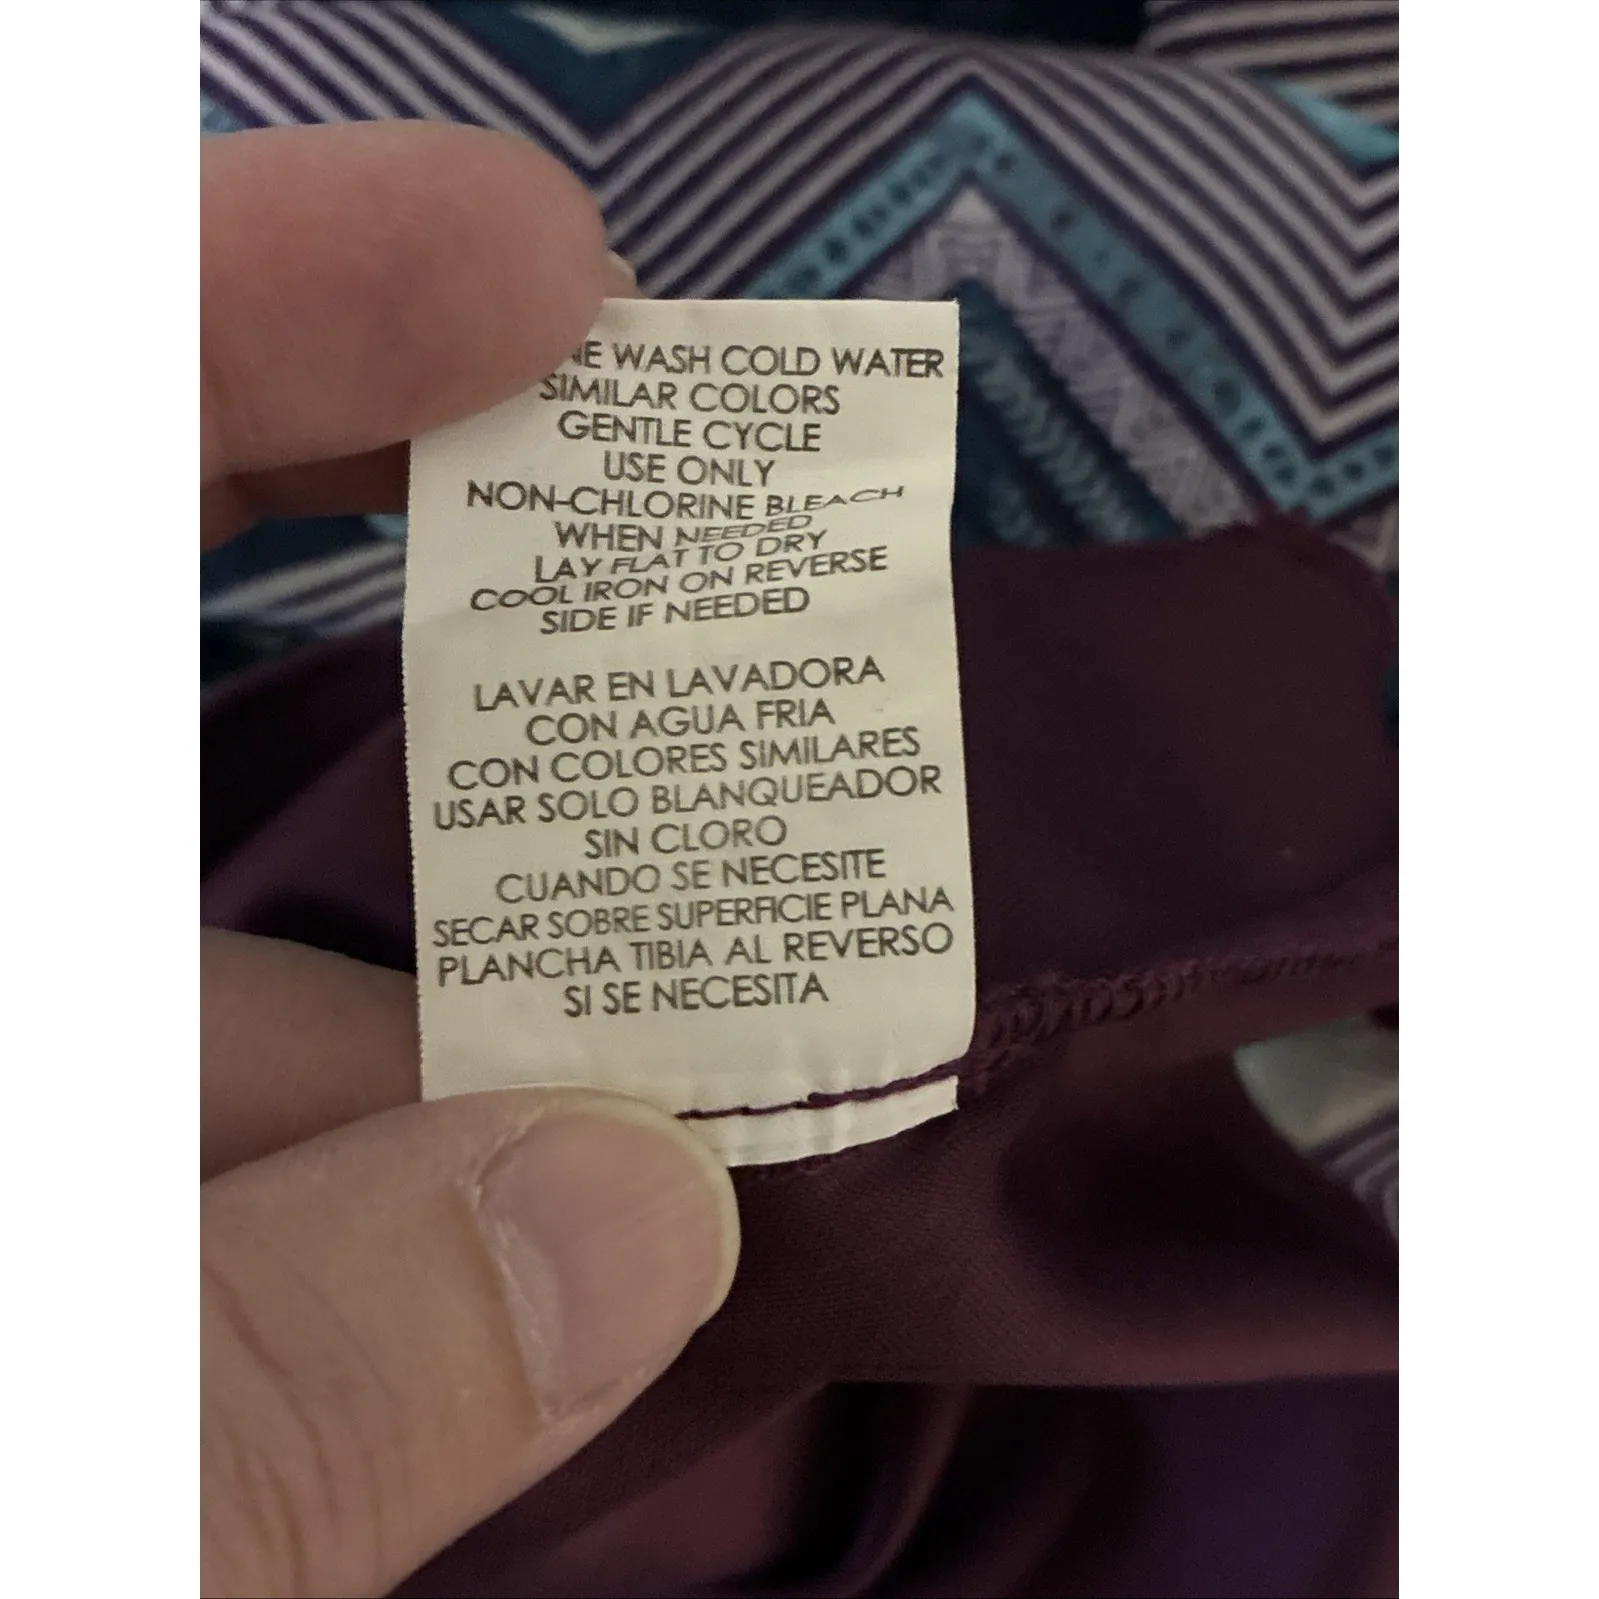 WASH COLD WATER
SIMILAR COLORS
GENTLE CYCLE
USE ONLY
NON-CHLORINE BLEACH
WHEN NEEDED
LAY FLAT TO DRY
COOL IRON ON REVERSE
SIDE IF NEEDED
LAVAR EN LAVADORA
CON AGUA FRIA
CON COLORES SIMILARES
USAR SOLO BLANQUEADOR
SIN CLORO
CUANDO SE NECESITE
SECAR SOBRE SUPERFICIE PLANA
PLANCHA TIBIA AL REVERSO
SI SE NECESITA